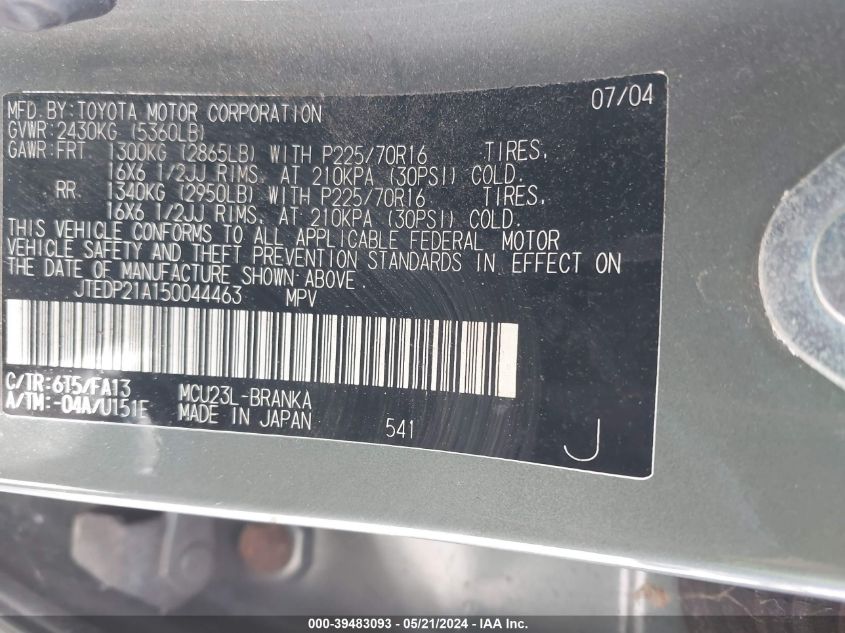 MFD. BY: TOYOTA MOTOR CORPORATION 07/04
GVWR: 2430KG (5360LB)
GAWR: FRT 1300KG (2865LB) WITH P225/70R16 TIRES,
16X6 1/2JJ RIMS, AT 210KPA (30PSI) COLD.
RR 1340KG (2950LB) WITH P225/70R16 TIRES,
16X6 1/2JJ RIMS, AT 210KPA (30PSI) COLD.
THIS VEHICLE CONFORMS TO ALL APPLICABLE FEDERAL MOTOR
VEHICLE SAFETY AND THEFT PREVENTION STANDARDS IN EFFECT ON
THE DATE OF MANUFACTURE SHOWN ABOVE.
JTEDP21A150044463 MPV
C/TR: 6T5/FA13 MCU23L-BRANKA
A/TM: -04A/U151E MADE IN JAPAN
541 J
000-39483093 - 05/21/2024 - IAA Inc.